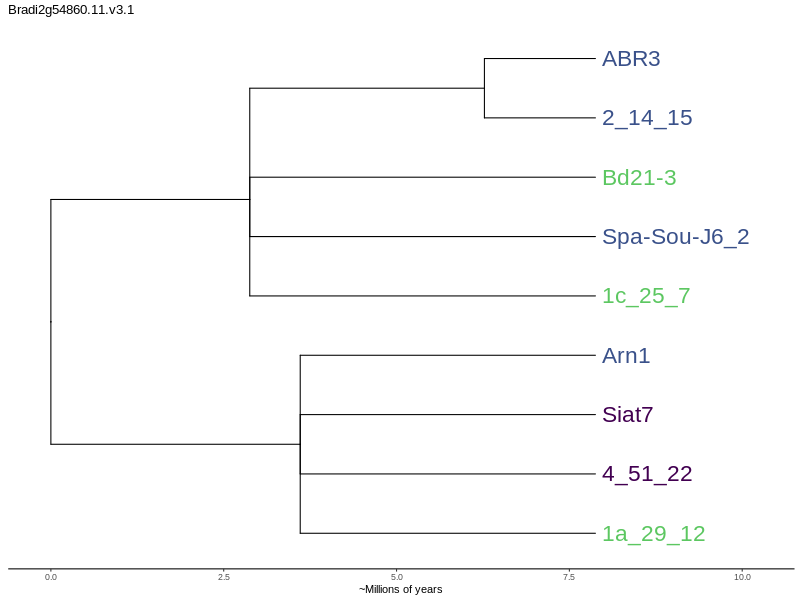 Bradi2g54860.11.v3.1
ABR3
2_14_15
Bd21-3
Spa-Sou-J6_2
1c_25_7
Arn1
Siat7
4_51_22
1a_29_12
0.0 2.5 5.0 7.5 10.0
~Millions of years